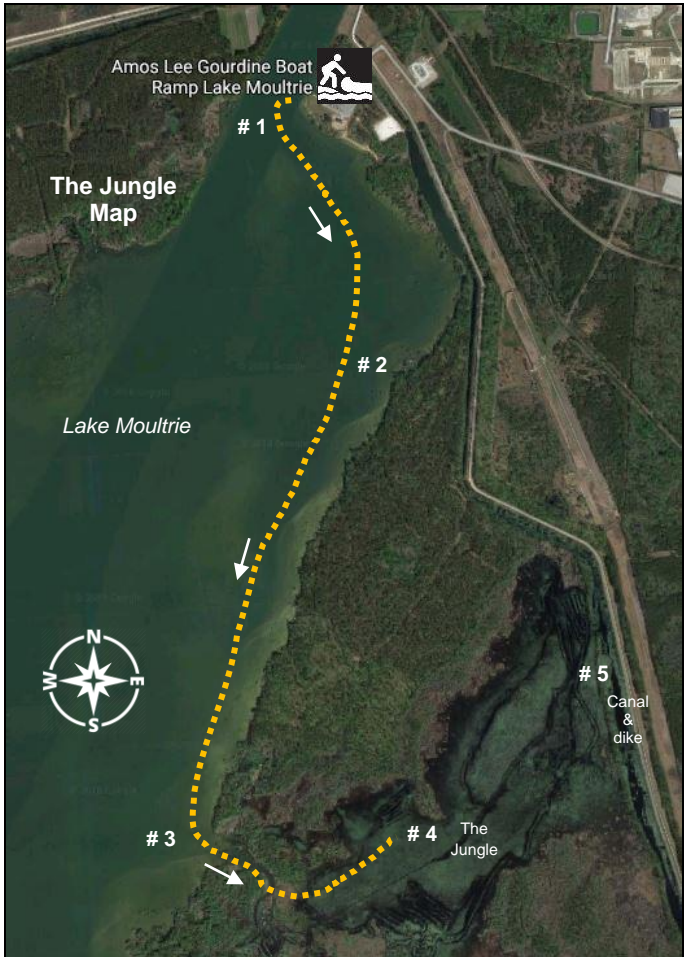 Amos Lee Gourdine Boat
Ramp Lake Moultrie
# 1
The Jungle
Map
# 2
Lake Moultrie
N
W
E
S
# 5
Canal
&
dike
# 3
# 4
The
Jungle